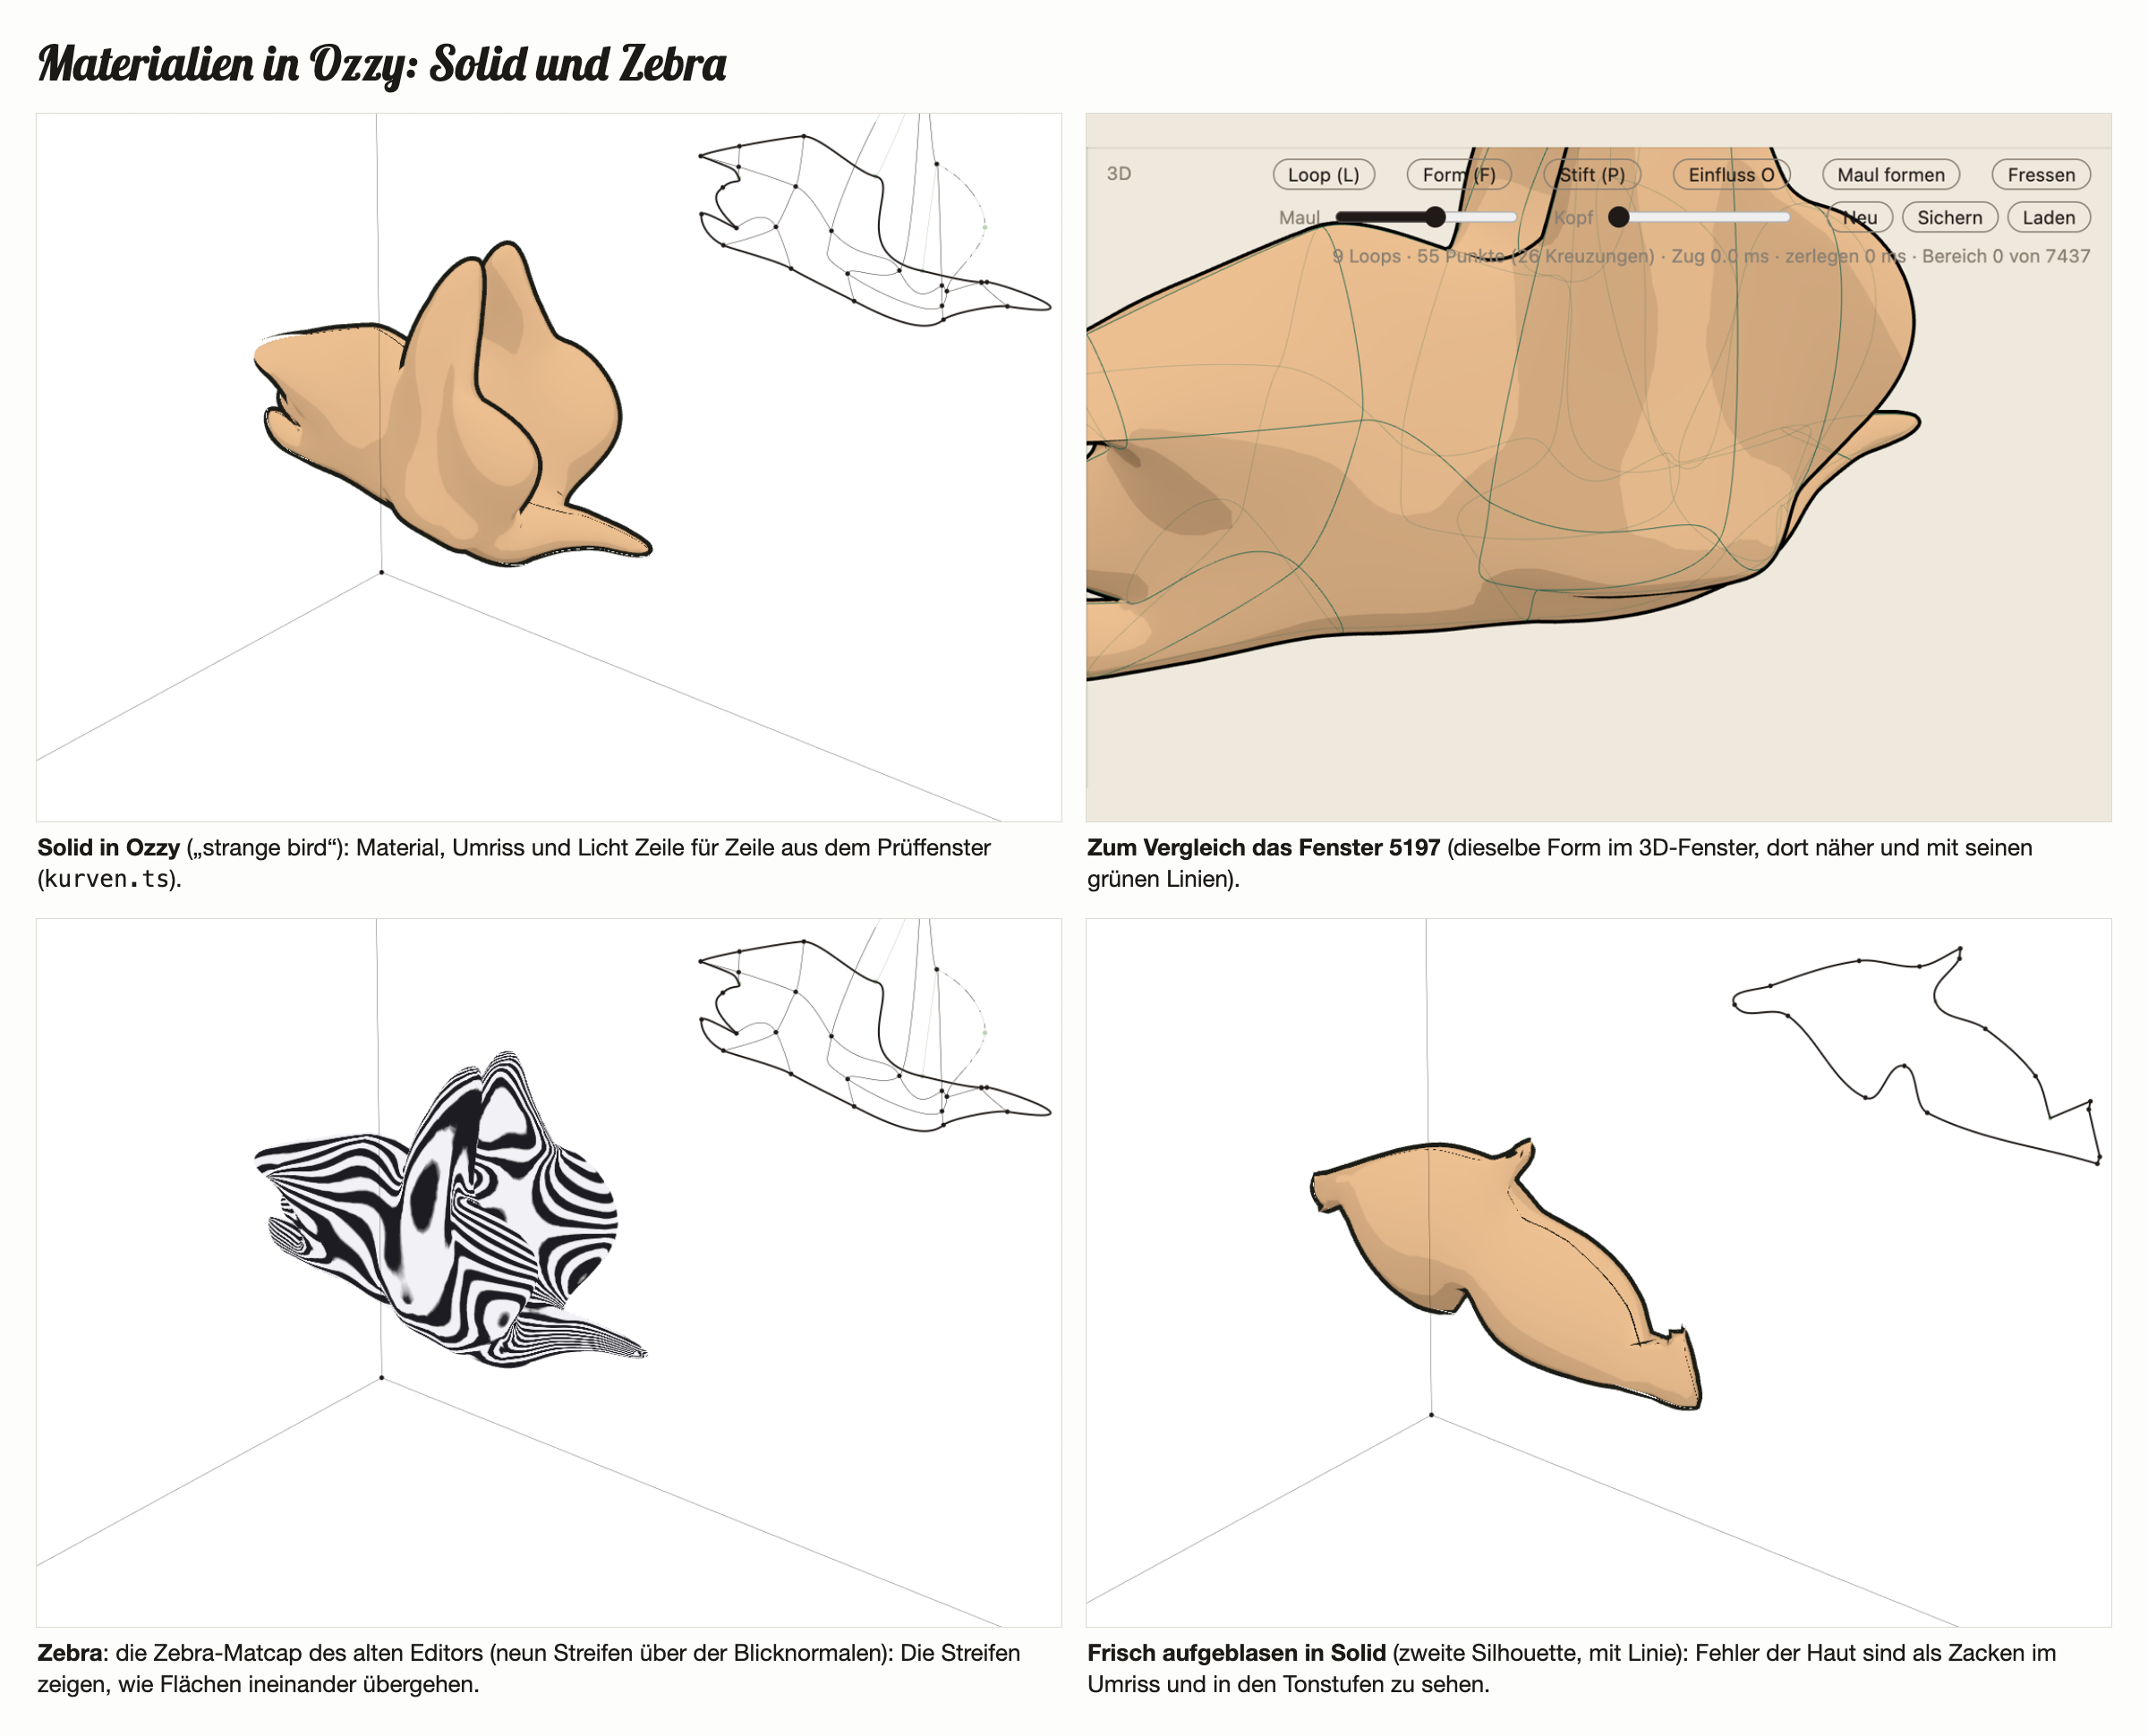 Materialien in Ozzy: Solid und Zebra
3D
Loop (L)
Form (F)
Stift (P)
Einfluss O
Maul formen
Fressen
Maul
Kopf
Neu
Sichern
Laden
9 Loops · 55 Punkte (26 Kreuzungen) · Zug 0.0 ms · zerlegen 0 ms · Bereich 0 von 7437
Solid in Ozzy („strange bird“): Material, Umriss und Licht Zeile für Zeile aus dem Prüffenster
(kurven.ts).
Zum Vergleich das Fenster 5197 (dieselbe Form im 3D-Fenster, dort näher und mit seinen
grünen Linien).
Zebra: die Zebra-Matcap des alten Editors (neun Streifen über der Blicknormalen): Die Streifen
zeigen, wie Flächen ineinander übergehen.
Frisch aufgeblasen in Solid (zweite Silhouette, mit Linie): Fehler der Haut sind als Zacken im
Umriss und in den Tonstufen zu sehen.